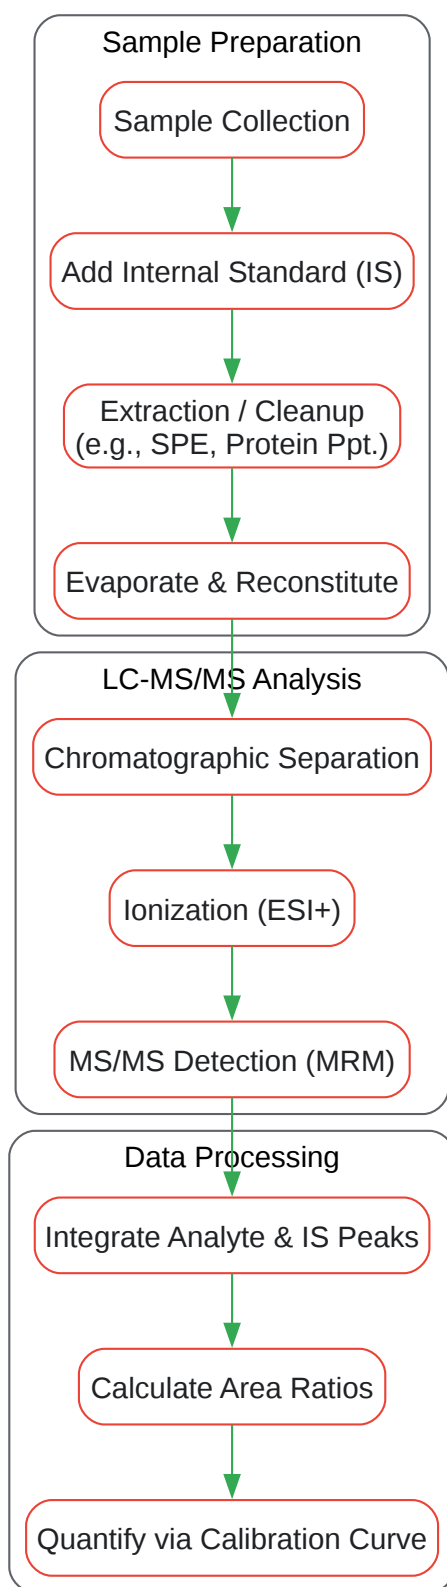 Sample Preparation
Sample Collection
Add Internal Standard (IS)
Extraction / Cleanup
(e.g., SPE, Protein Ppt.)
Evaporate & Reconstitute
LC-MS/MS Analysis
Chromatographic Separation
Ionization (ESI+)
MS/MS Detection (MRM)
Data Processing
Integrate Analyte & IS Peaks
Calculate Area Ratios
Quantify via Calibration Curve